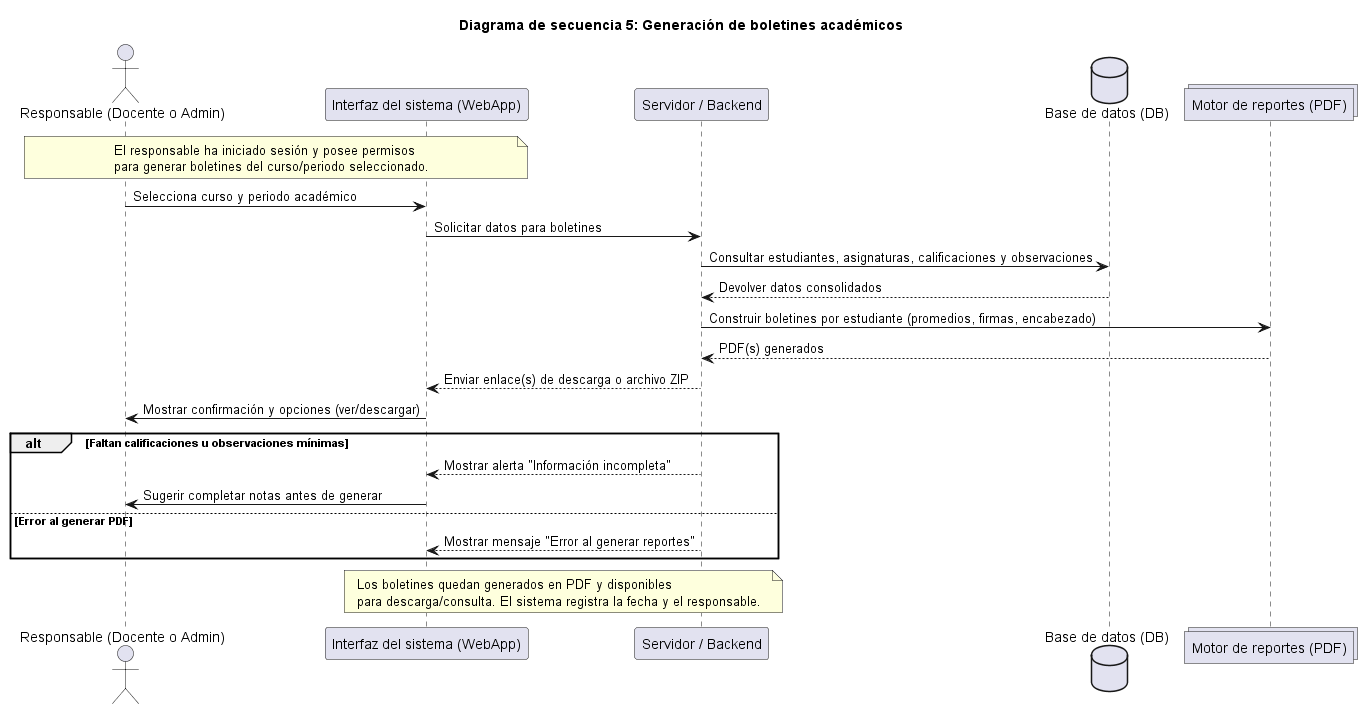 Diagrama de secuencia 5: Generación de boletines académicos
Responsable (Docente o Admin)
Interfaz del sistema (WebApp)
Servidor / Backend
Base de datos (DB)
Motor de reportes (PDF)
El responsable ha iniciado sesión y posee permisos
para generar boletines del curso/periodo seleccionado.
Selecciona curso y periodo académico
Solicitar datos para boletines
Consultar estudiantes, asignaturas, calificaciones y observaciones
Devolver datos consolidados
Construir boletines por estudiante (promedios, firmas, encabezado)
PDF(s) generados
Enviar enlace(s) de descarga o archivo ZIP
Mostrar confirmación y opciones (ver/descargar)
alt [Faltan calificaciones u observaciones mínimas]
Mostrar alerta "Información incompleta"
Sugerir completar notas antes de generar
[Error al generar PDF]
Mostrar mensaje "Error al generar reportes"
Los boletines quedan generados en PDF y disponibles
para descarga/consulta. El sistema registra la fecha y el responsable.
Responsable (Docente o Admin)
Interfaz del sistema (WebApp)
Servidor / Backend
Base de datos (DB)
Motor de reportes (PDF)